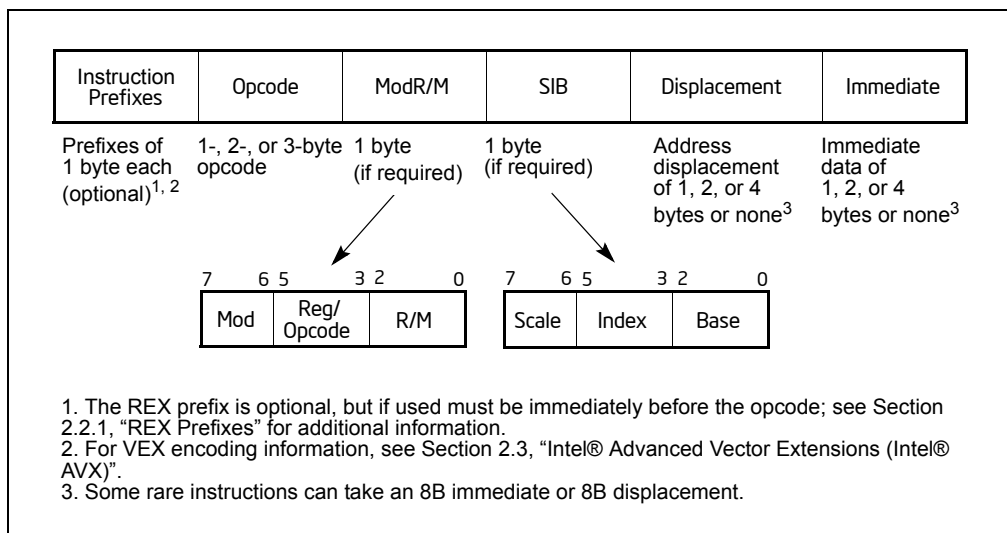 Instruction Prefixes
Opcode
ModR/M
SIB
Displacement
Immediate
Prefixes of
1 byte each
(optional)1, 2
1-, 2-, or 3-byte
opcode
1 byte
(if required)
1 byte
(if required)
Address
displacement
of 1, 2, or 4
bytes or none3
Immediate
data of
1, 2, or 4
bytes or none3
7 6 5 3 2 0
Mod
Reg/
Opcode
R/M
7 6 5 3 2 0
Scale
Index
Base
1. The REX prefix is optional, but if used must be immediately before the opcode; see Section
2.2.1, “REX Prefixes” for additional information.
2. For VEX encoding information, see Section 2.3, “Intel® Advanced Vector Extensions (Intel®
AVX)”.
3. Some rare instructions can take an 8B immediate or 8B displacement.